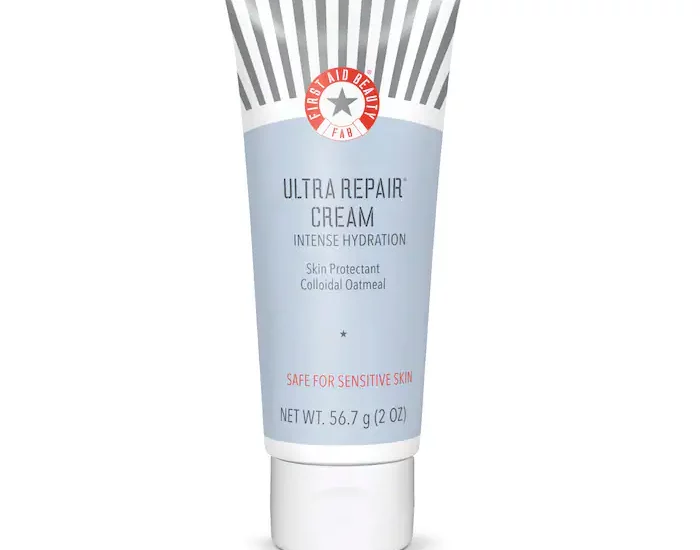 FIRST AID BEAUTY®
FAB
ULTRA REPAIR®
CREAM
INTENSE HYDRATION
Skin Protectant
Colloidal Oatmeal
SAFE FOR SENSITIVE SKIN
NET WT. 56.7 g (2 OZ)